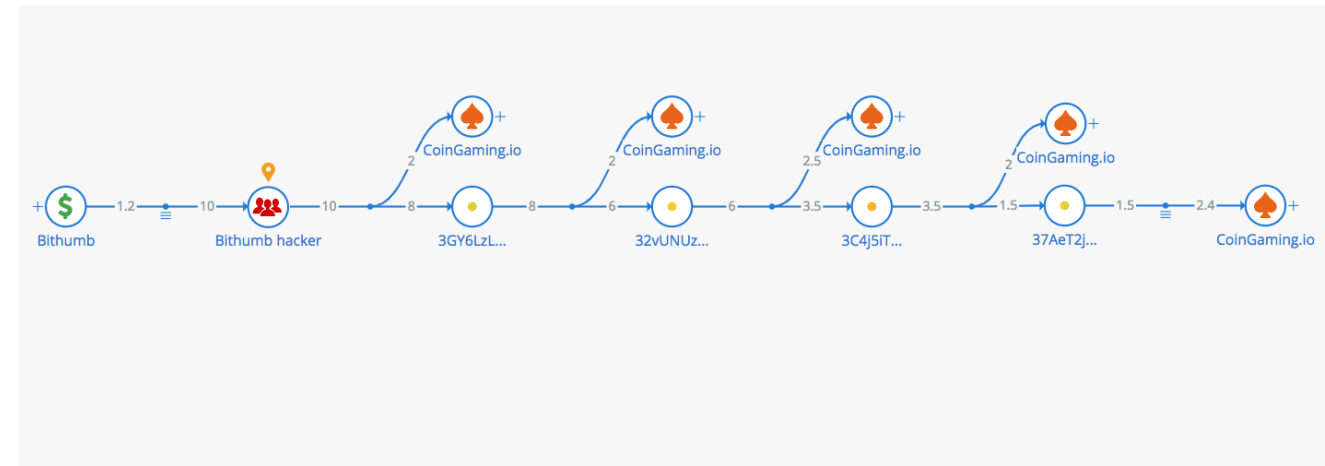 CoinGaming.io
CoinGaming.io
CoinGaming.io
CoinGaming.io
2
2
2.5
2
1.2
10
10
8
8
6
6
3.5
3.5
1.5
1.5
2.4
Bithumb
Bithumb hacker
3GY6LzL...
32vUNUz...
3C4j5iT...
37AeT2j...
CoinGaming.io